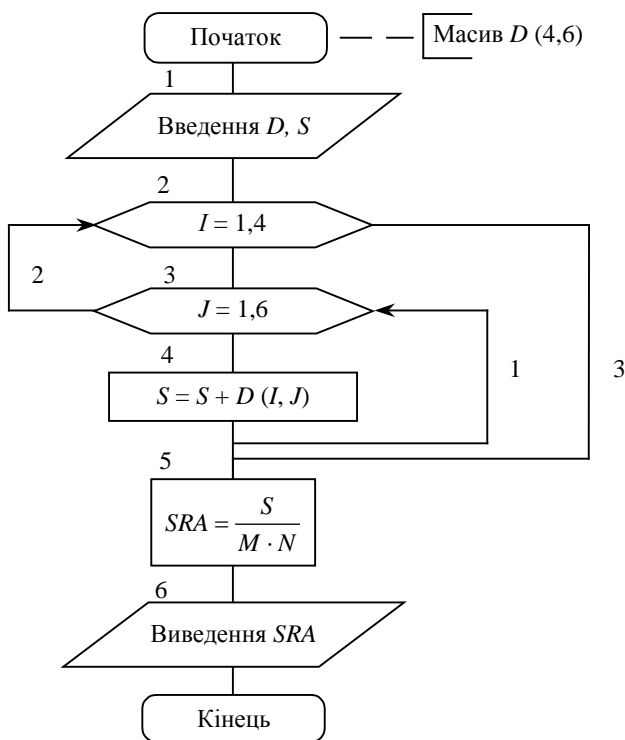 Початок
Масив D (4,6)
1
Введення D, S
2
I = 1,4
2
3
J = 1,6
4
1
3
S = S + D (I, J)
5
SRA = S / M · N
6
Виведення SRA
Кінець